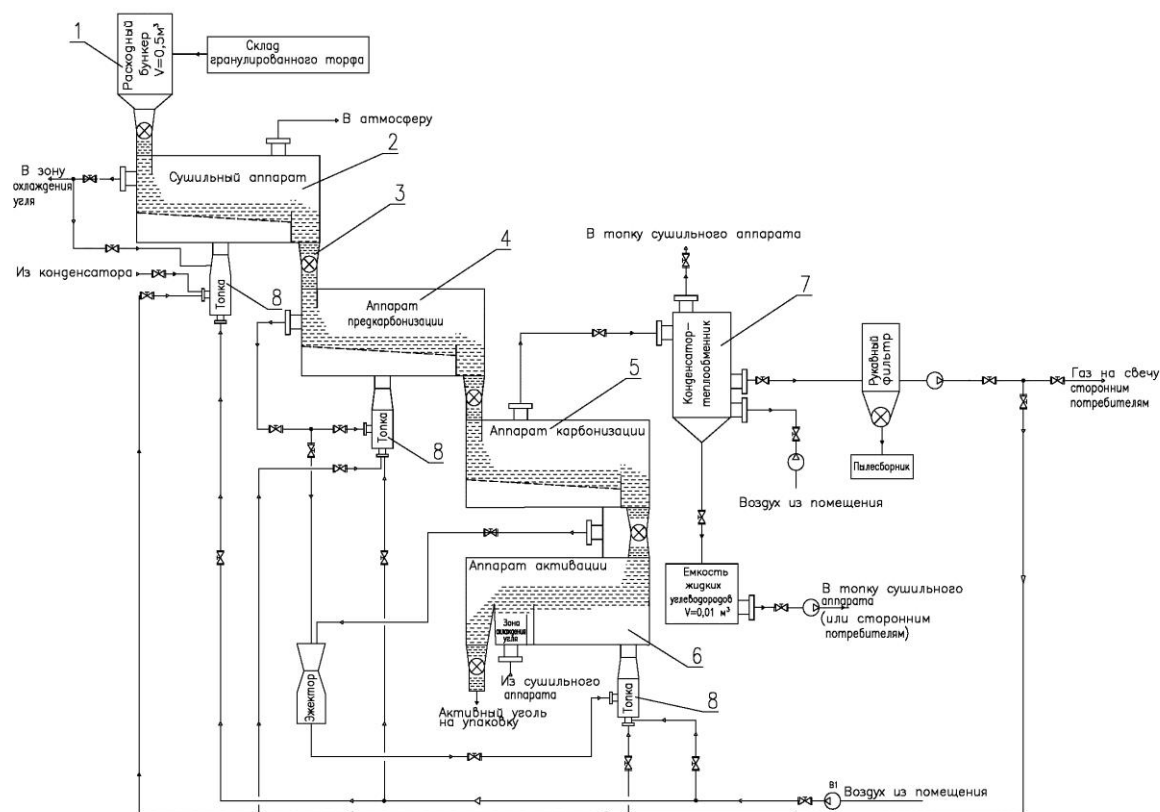 1
Расходный
бункер
V=0,5м³
Склад
гранулированного торфа
В атмосферу
2
В зону
охлаждения
угля
Сушильный аппарат
3
4
В топку сушильного аппарата
Из конденсатора
Топка
8
Аппарат
предкарбонизации
7
Конденсатор-
теплообменник
Рукавный
фильтр
Газ на свечу
сторонним
потребителям
5
Топка
8
Аппарат карбонизации
Пылесборник
Воздух из помещения
Аппарат активации
Емкость
жидких
углеводородов
V=0,01 м³
В топку сушильного
аппарата
(или сторонним
потребителям)
Зона
охлаждения
угля
6
Из сушильного
аппарата
Эжектор
Топка
8
Активный уголь
на упаковку
В1
Воздух из помещения